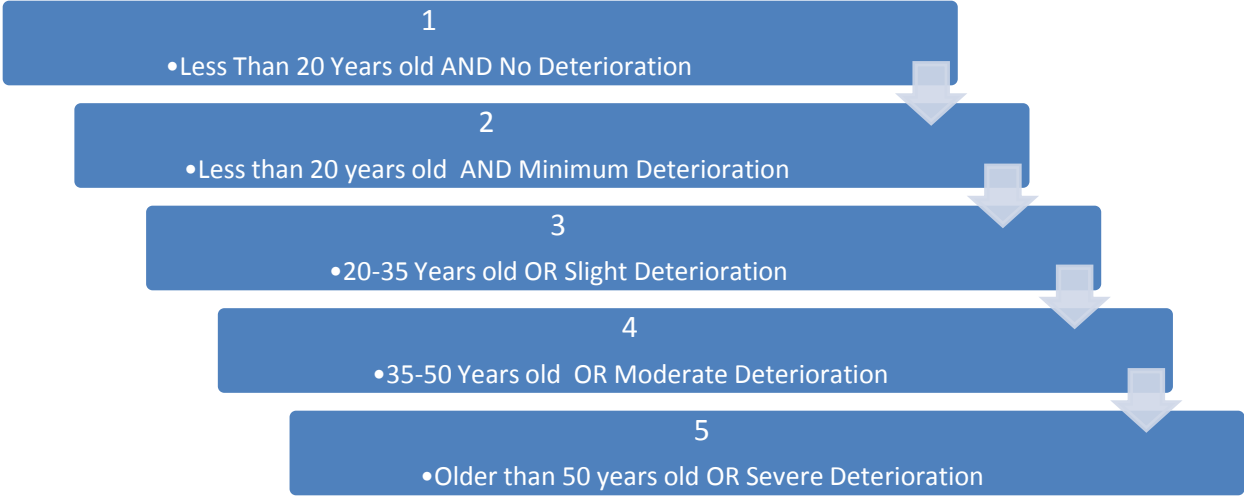 1
•Less Than 20 Years old AND No Deterioration
2
•Less than 20 years old  AND Minimum Deterioration
3
•20-35 Years old OR Slight Deterioration
4
•35-50 Years old  OR Moderate Deterioration
5
•Older than 50 years old OR Severe Deterioration